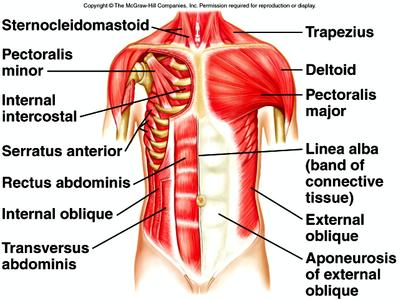 Copyright © The McGraw-Hill Companies, Inc. Permission required for reproduction or display.
Sternocleidomastoid
Pectoralis
minor
Internal
intercostal
Serratus anterior
Rectus abdominis
Internal oblique
Transversus
abdominis
Trapezius
Deltoid
Pectoralis
major
Linea alba
(band of
connective
tissue)
External
oblique
Aponeurosis
of external
oblique